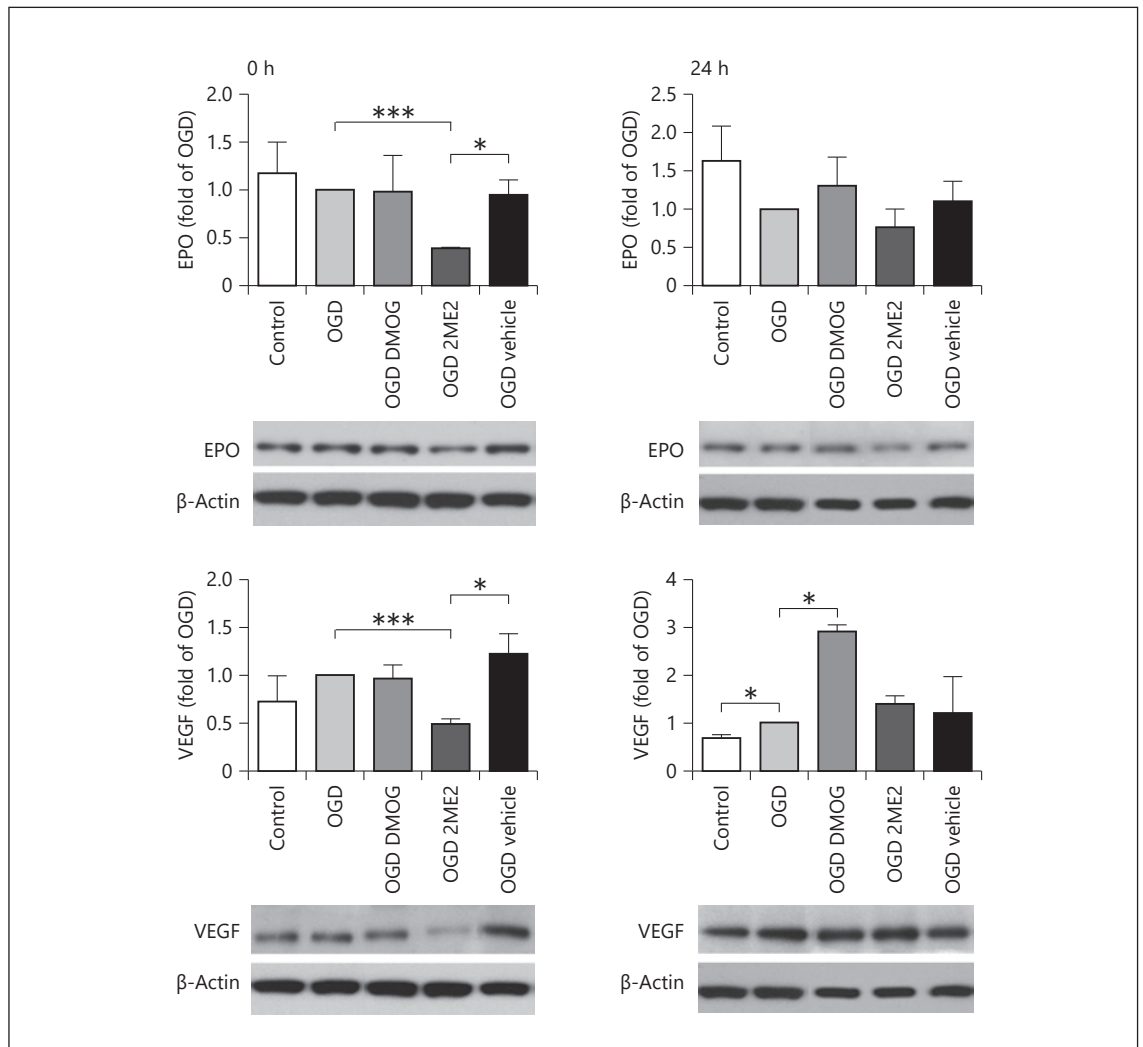 0 h
EPO (fold of OGD)
2.0
1.5
1.0
0.5
0
***
*
Control
OGD
OGD DMOG
OGD 2ME2
OGD vehicle
EPO
β-Actin
24 h
EPO (fold of OGD)
2.5
2.0
1.5
1.0
0.5
0
Control
OGD
OGD DMOG
OGD 2ME2
OGD vehicle
EPO
β-Actin
VEGF (fold of OGD)
2.0
1.5
1.0
0.5
0
***
*
Control
OGD
OGD DMOG
OGD 2ME2
OGD vehicle
VEGF
β-Actin
VEGF (fold of OGD)
4
3
2
1
0
*
*
Control
OGD
OGD DMOG
OGD 2ME2
OGD vehicle
VEGF
β-Actin